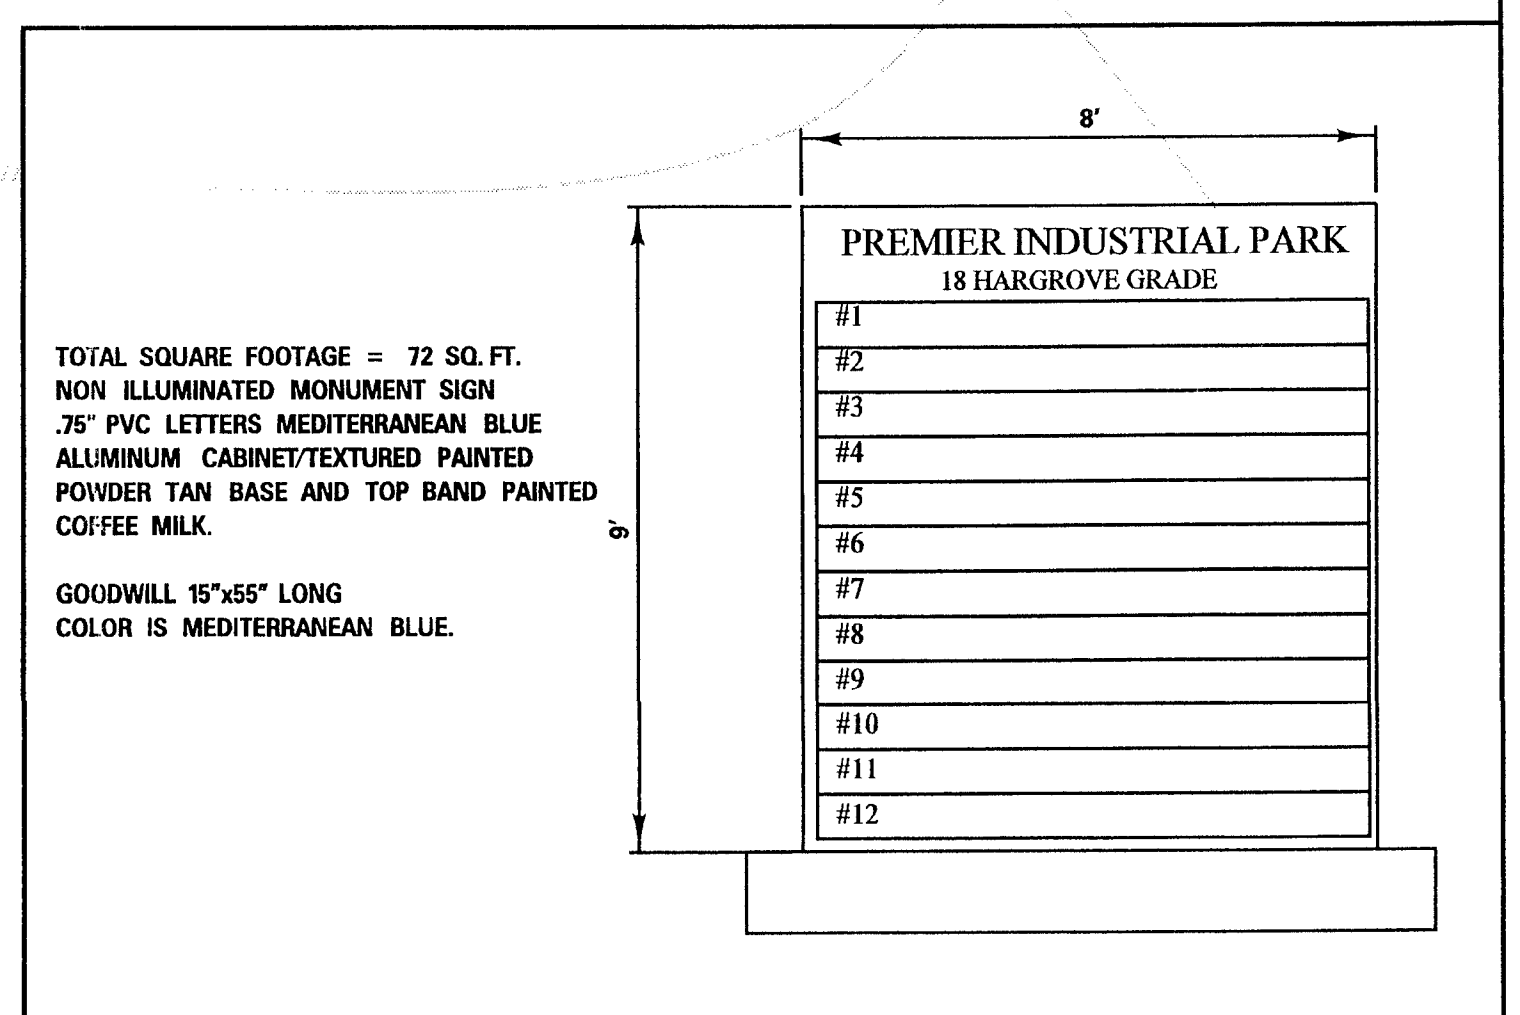 8'
PREMIER INDUSTRIAL PARK
18 HARGROVE GRADE
#1
#2
#3
#4
#5
#6
#7
#8
#9
#10
#11
#12
9'
TOTAL SQUARE FOOTAGE = 72 SQ. FT.
NON ILLUMINATED MONUMENT SIGN
.75" PVC LETTERS MEDITERRANEAN BLUE
ALUMINUM CABINET/TEXTURED PAINTED
POWDER TAN BASE AND TOP BAND PAINTED
COFFEE MILK.
GOODWILL 15"x55" LONG
COLOR IS MEDITERRANEAN BLUE.